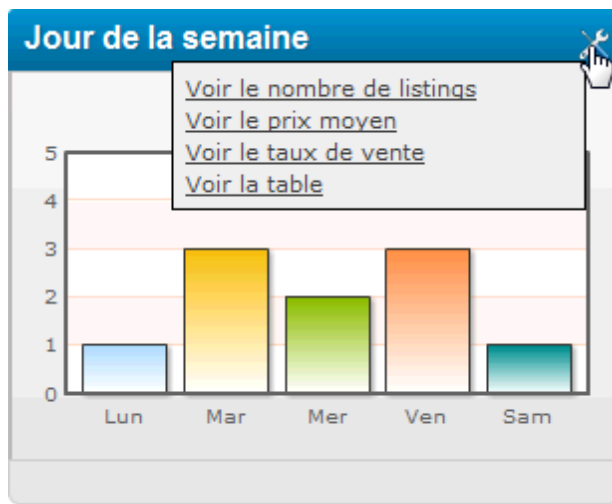 Jour de la semaine
Voir le nombre de listings
Voir le prix moyen
Voir le taux de vente
Voir la table
5
4
3
2
1
0
Lun Mar Mer Ven Sam